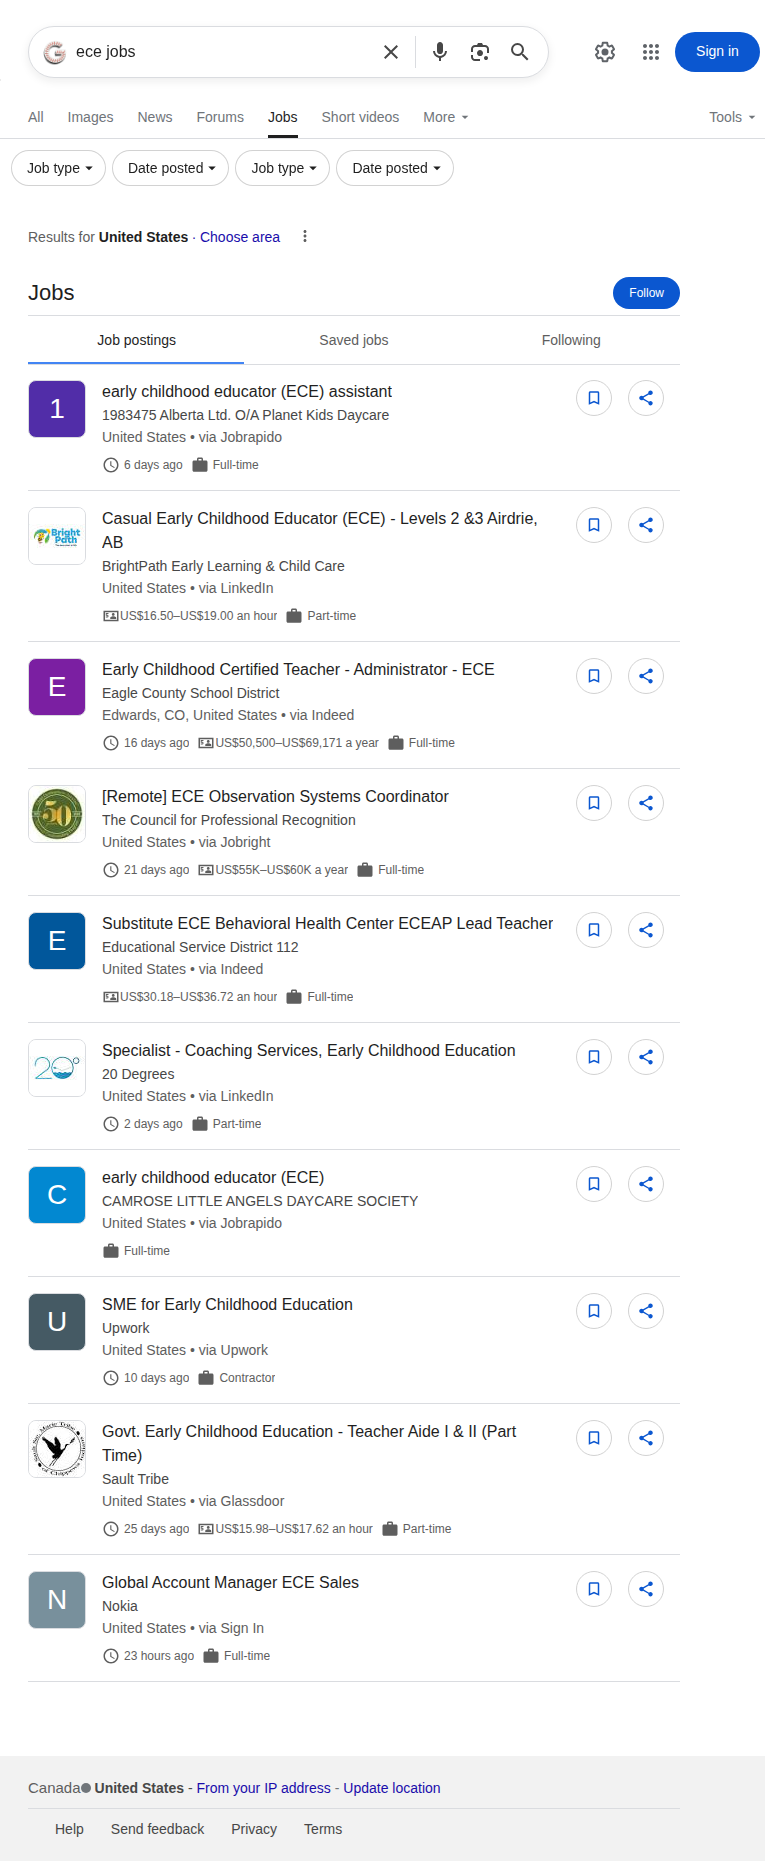 ece jobs
Sign in
All Images News Forums Jobs Short videos More Tools
Job type Date posted Job type Date posted
Results for United States · Choose area
Jobs
Follow
Job postings Saved jobs Following
1
early childhood educator (ECE) assistant
1983475 Alberta Ltd. O/A Planet Kids Daycare
United States • via Jobrapido
6 days ago Full-time
Bright Path
Casual Early Childhood Educator (ECE) - Levels 2 &3 Airdrie,
AB
BrightPath Early Learning & Child Care
United States • via LinkedIn
US$16.50–US$19.00 an hour Part-time
E
Early Childhood Certified Teacher - Administrator - ECE
Eagle County School District
Edwards, CO, United States • via Indeed
16 days ago US$50,500–US$69,171 a year Full-time
50
[Remote] ECE Observation Systems Coordinator
The Council for Professional Recognition
United States • via Jobright
21 days ago US$55K–US$60K a year Full-time
E
Substitute ECE Behavioral Health Center ECEAP Lead Teacher
Educational Service District 112
United States • via Indeed
US$30.18–US$36.72 an hour Full-time
20°
Specialist - Coaching Services, Early Childhood Education
20 Degrees
United States • via LinkedIn
2 days ago Part-time
C
early childhood educator (ECE)
CAMROSE LITTLE ANGELS DAYCARE SOCIETY
United States • via Jobrapido
Full-time
U
SME for Early Childhood Education
Upwork
United States • via Upwork
10 days ago Contractor
Sault Ste. Marie Tribe of Chippewa
Govt. Early Childhood Education - Teacher Aide I & II (Part
Time)
Sault Tribe
United States • via Glassdoor
25 days ago US$15.98–US$17.62 an hour Part-time
N
Global Account Manager ECE Sales
Nokia
United States • via Sign In
23 hours ago Full-time
Canada United States - From your IP address - Update location
Help Send feedback Privacy Terms